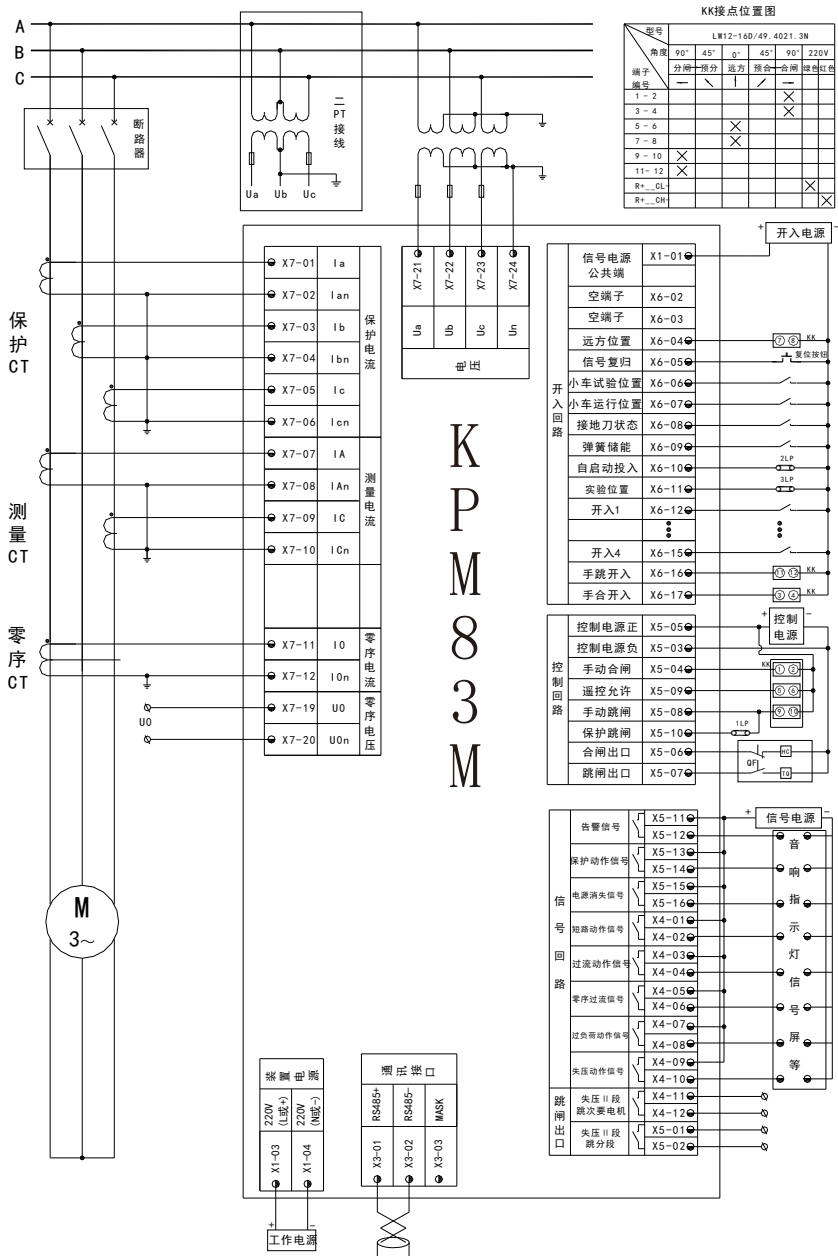 KK接点位置图
型号
LW12-16D/49.4021.3N
角度
90° 45° 0° 45° 90° 220V
端子编号
分闸 预分 远方 预合 合闸 绿色 红色
1 - 2
3 - 4
5 - 6
7 - 8
9 - 10
11- 12
R+__CL-
R+__CH-
A
B
C
断路器
二PT接线
Ua Ub Uc
保护CT
测量CT
零序CT
U0
M
3~
X7-01 Ia
X7-02 Ian
X7-03 Ib
X7-04 Ibn
X7-05 Ic
X7-06 Icn
保护电流
X7-07 IA
X7-08 IAn
X7-09 IC
X7-10 ICn
测量电流
X7-11 I0
X7-12 I0n
零序电流
X7-19 U0
X7-20 U0n
零序电压
X7-21 X7-22 X7-23 X7-24
Ua Ub Uc Un
电压
KPM83M
开入电源
+ -
开入回路
信号电源公共端 X1-01
空端子 X6-02
空端子 X6-03
远方位置 X6-04 ⑦ ⑧ KK
信号复归 X6-05 复位按钮
小车试验位置 X6-06
小车运行位置 X6-07
接地刀状态 X6-08
弹簧储能 X6-09
自启动投入 X6-10 2LP
实验位置 X6-11 3LP
开入1 X6-12
开入4 X6-15
手跳开入 X6-16 ⑪ ⑫ KK
手合开入 X6-17 ③ ④ KK
控制回路
+ 控制电源 -
控制电源正 X5-05
控制电源负 X5-03
手动合闸 X5-04 KK ① ②
遥控允许 X5-09 ⑤ ⑥
手动跳闸 X5-08 ⑨ ⑩
保护跳闸 X5-10 1LP
合闸出口 X5-06 HC
QF
跳闸出口 X5-07 TQ
信号回路
+ 信号电源 -
告警信号 X5-11
X5-12
保护动作信号 X5-13
X5-14
电源消失信号 X5-15
X5-16
短路动作信号 X4-01
X4-02
过流动作信号 X4-03
X4-04
零序过流信号 X4-05
X4-06
过负荷动作信号 X4-07
X4-08
失压动作信号 X4-09
X4-10
音响指示灯信号屏等
跳闸出口
失压Ⅱ段 X4-11
跳次要电机 X4-12
失压Ⅱ段 X5-01
跳分段 X5-02
装置电源
220V (L或+)
220V (N或-)
X1-03 X1-04
+ -
工作电源
通讯接口
RS485+ RS485- MASK
X3-01 X3-02 X3-03